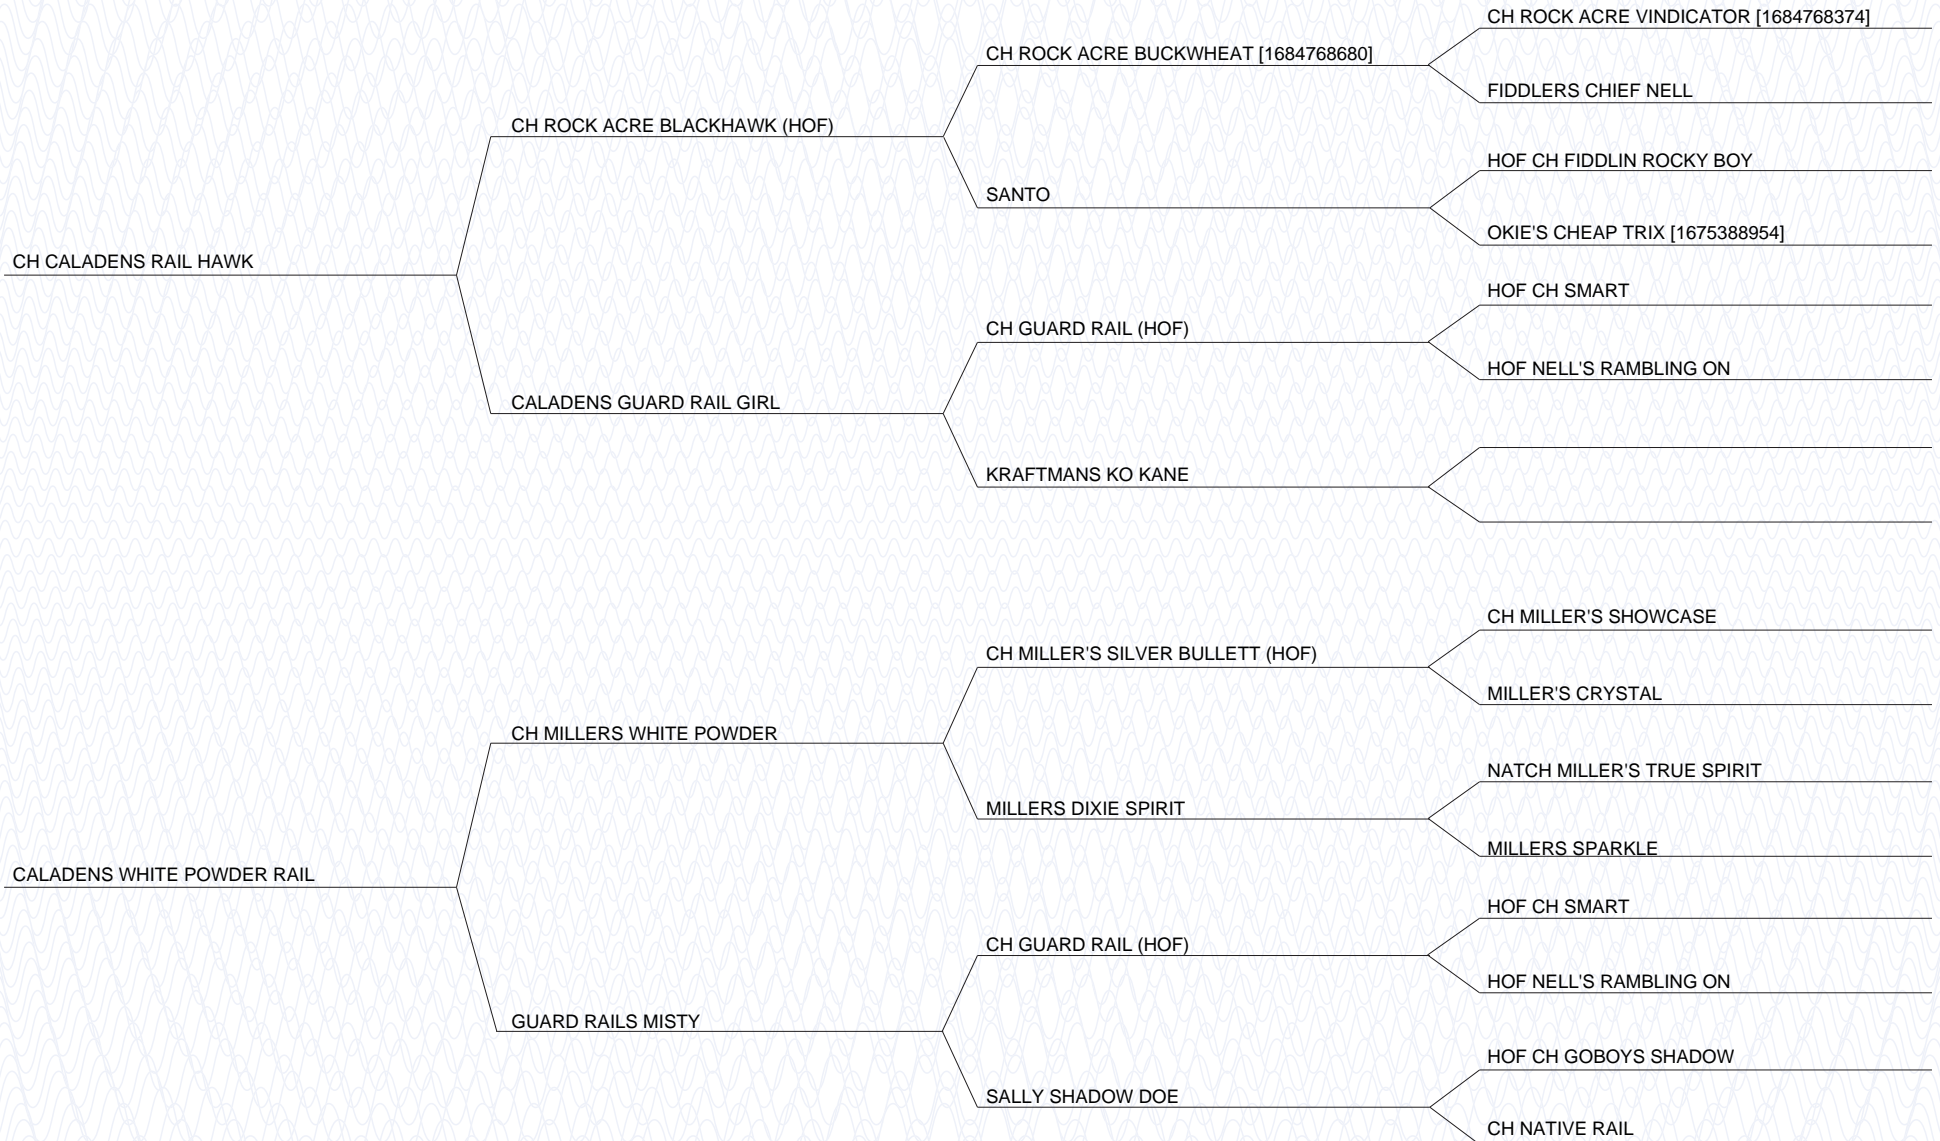 CH ROCK ACRE VINDICATOR [1684768374]
CH ROCK ACRE BUCKWHEAT [1684768680]
FIDDLERS CHIEF NELL
CH ROCK ACRE BLACKHAWK (HOF)
HOF CH FIDDLIN ROCKY BOY
SANTO
OKIE'S CHEAP TRIX [1675388954]
CH CALADENS RAIL HAWK
HOF CH SMART
CH GUARD RAIL (HOF)
HOF NELL'S RAMBLING ON
CALADENS GUARD RAIL GIRL
KRAFTMANS KO KANE
CH MILLER'S SHOWCASE
CH MILLER'S SILVER BULLETT (HOF)
MILLER'S CRYSTAL
CH MILLERS WHITE POWDER
NATCH MILLER'S TRUE SPIRIT
MILLERS DIXIE SPIRIT
MILLERS SPARKLE
CALADENS WHITE POWDER RAIL
HOF CH SMART
CH GUARD RAIL (HOF)
HOF NELL'S RAMBLING ON
GUARD RAILS MISTY
HOF CH GOBOYS SHADOW
SALLY SHADOW DOE
CH NATIVE RAIL